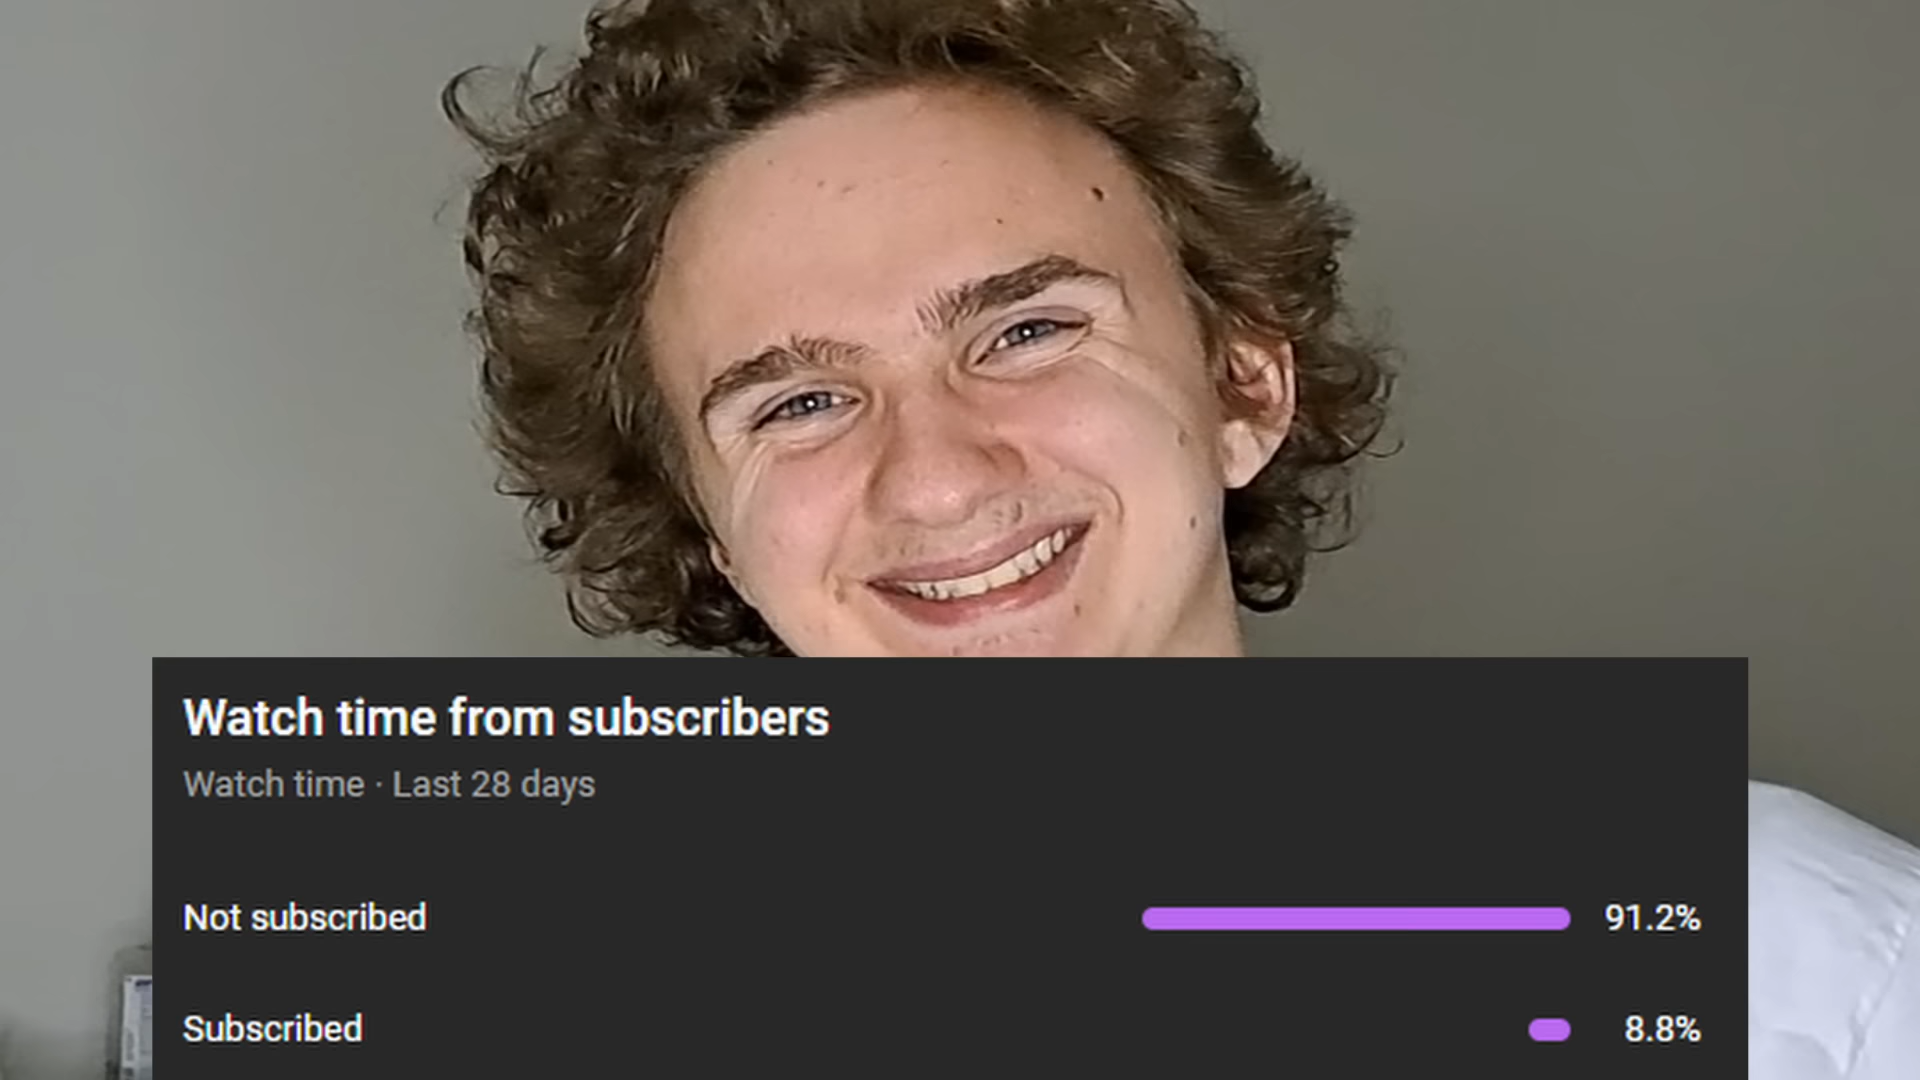 Watch time from subscribers
Watch time · Last 28 days
Not subscribed 91.2%
Subscribed 8.8%